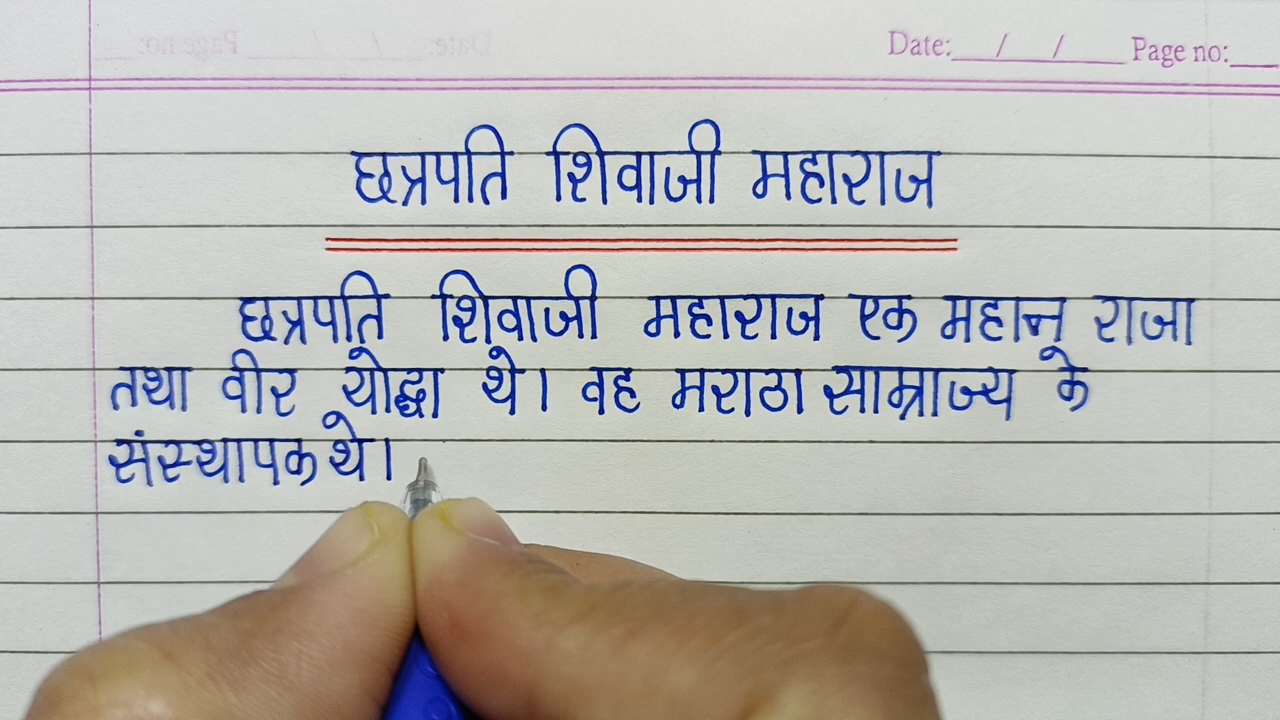 Date: / / Page no:
छत्रपति शिवाजी महाराज
छत्रपति शिवाजी महाराज एक महान् राजा
तथा वीर योद्धा थे। वह मराठा साम्राज्य के
संस्थापक थे।